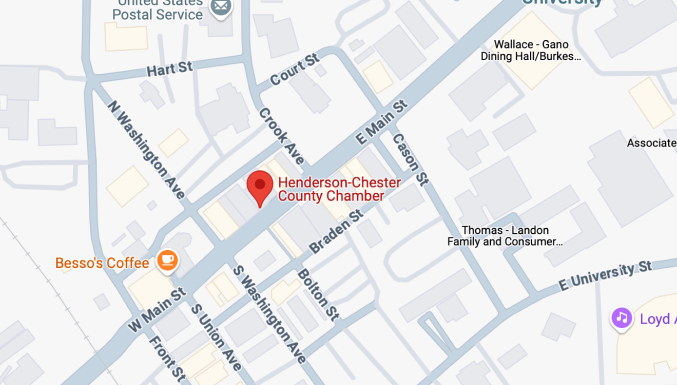 United States
Postal Service
University
Wallace - Gano
Dining Hall/Burkes...
Hart St
Court St
N Washington Ave
Crook Ave
E Main St
Cason St
Associate
Henderson-Chester
County Chamber
Braden St
Thomas - Landon
Family and Consumer...
Besso's Coffee
S Washington Ave
Bolton St
E University St
W Main St
S Union Ave
Front St
Loyd A